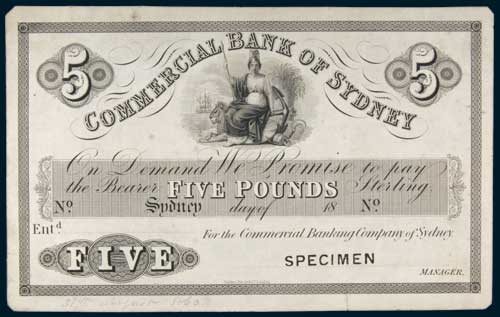 5 COMMERCIAL BANK OF SYDNEY 5
On Demand We Promise to pay
the Bearer FIVE POUNDS Sterling.
No. Sydney day of 18 No.
Entd
For the Commercial Banking Company of Sydney
FIVE
SPECIMEN
MANAGER.